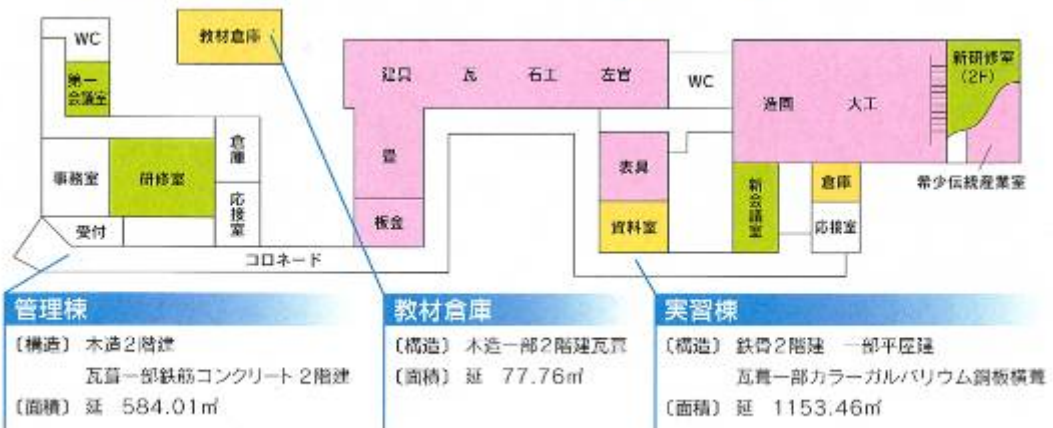 WC
教材倉庫
第一
会議室
建具
瓦
石工
左官
WC
造園
大工
新研修室
(2F)
事務室
研修室
倉庫
応接室
畳
表具
新会議室
倉庫
希少伝統産業室
受付
板金
資料室
応接室
コロネード
管理棟
〔構造〕 木造2階建
瓦葺一部鉄筋コンクリート 2階建
〔面積〕 延 584.01㎡
教材倉庫
〔構造〕 木造一部2階建瓦葺
〔面積〕 延 77.76㎡
実習棟
〔構造〕 鉄骨2階建 一部平屋建
瓦葺一部カラーガルバリウム鋼板横葺
〔面積〕 延 1153.46㎡